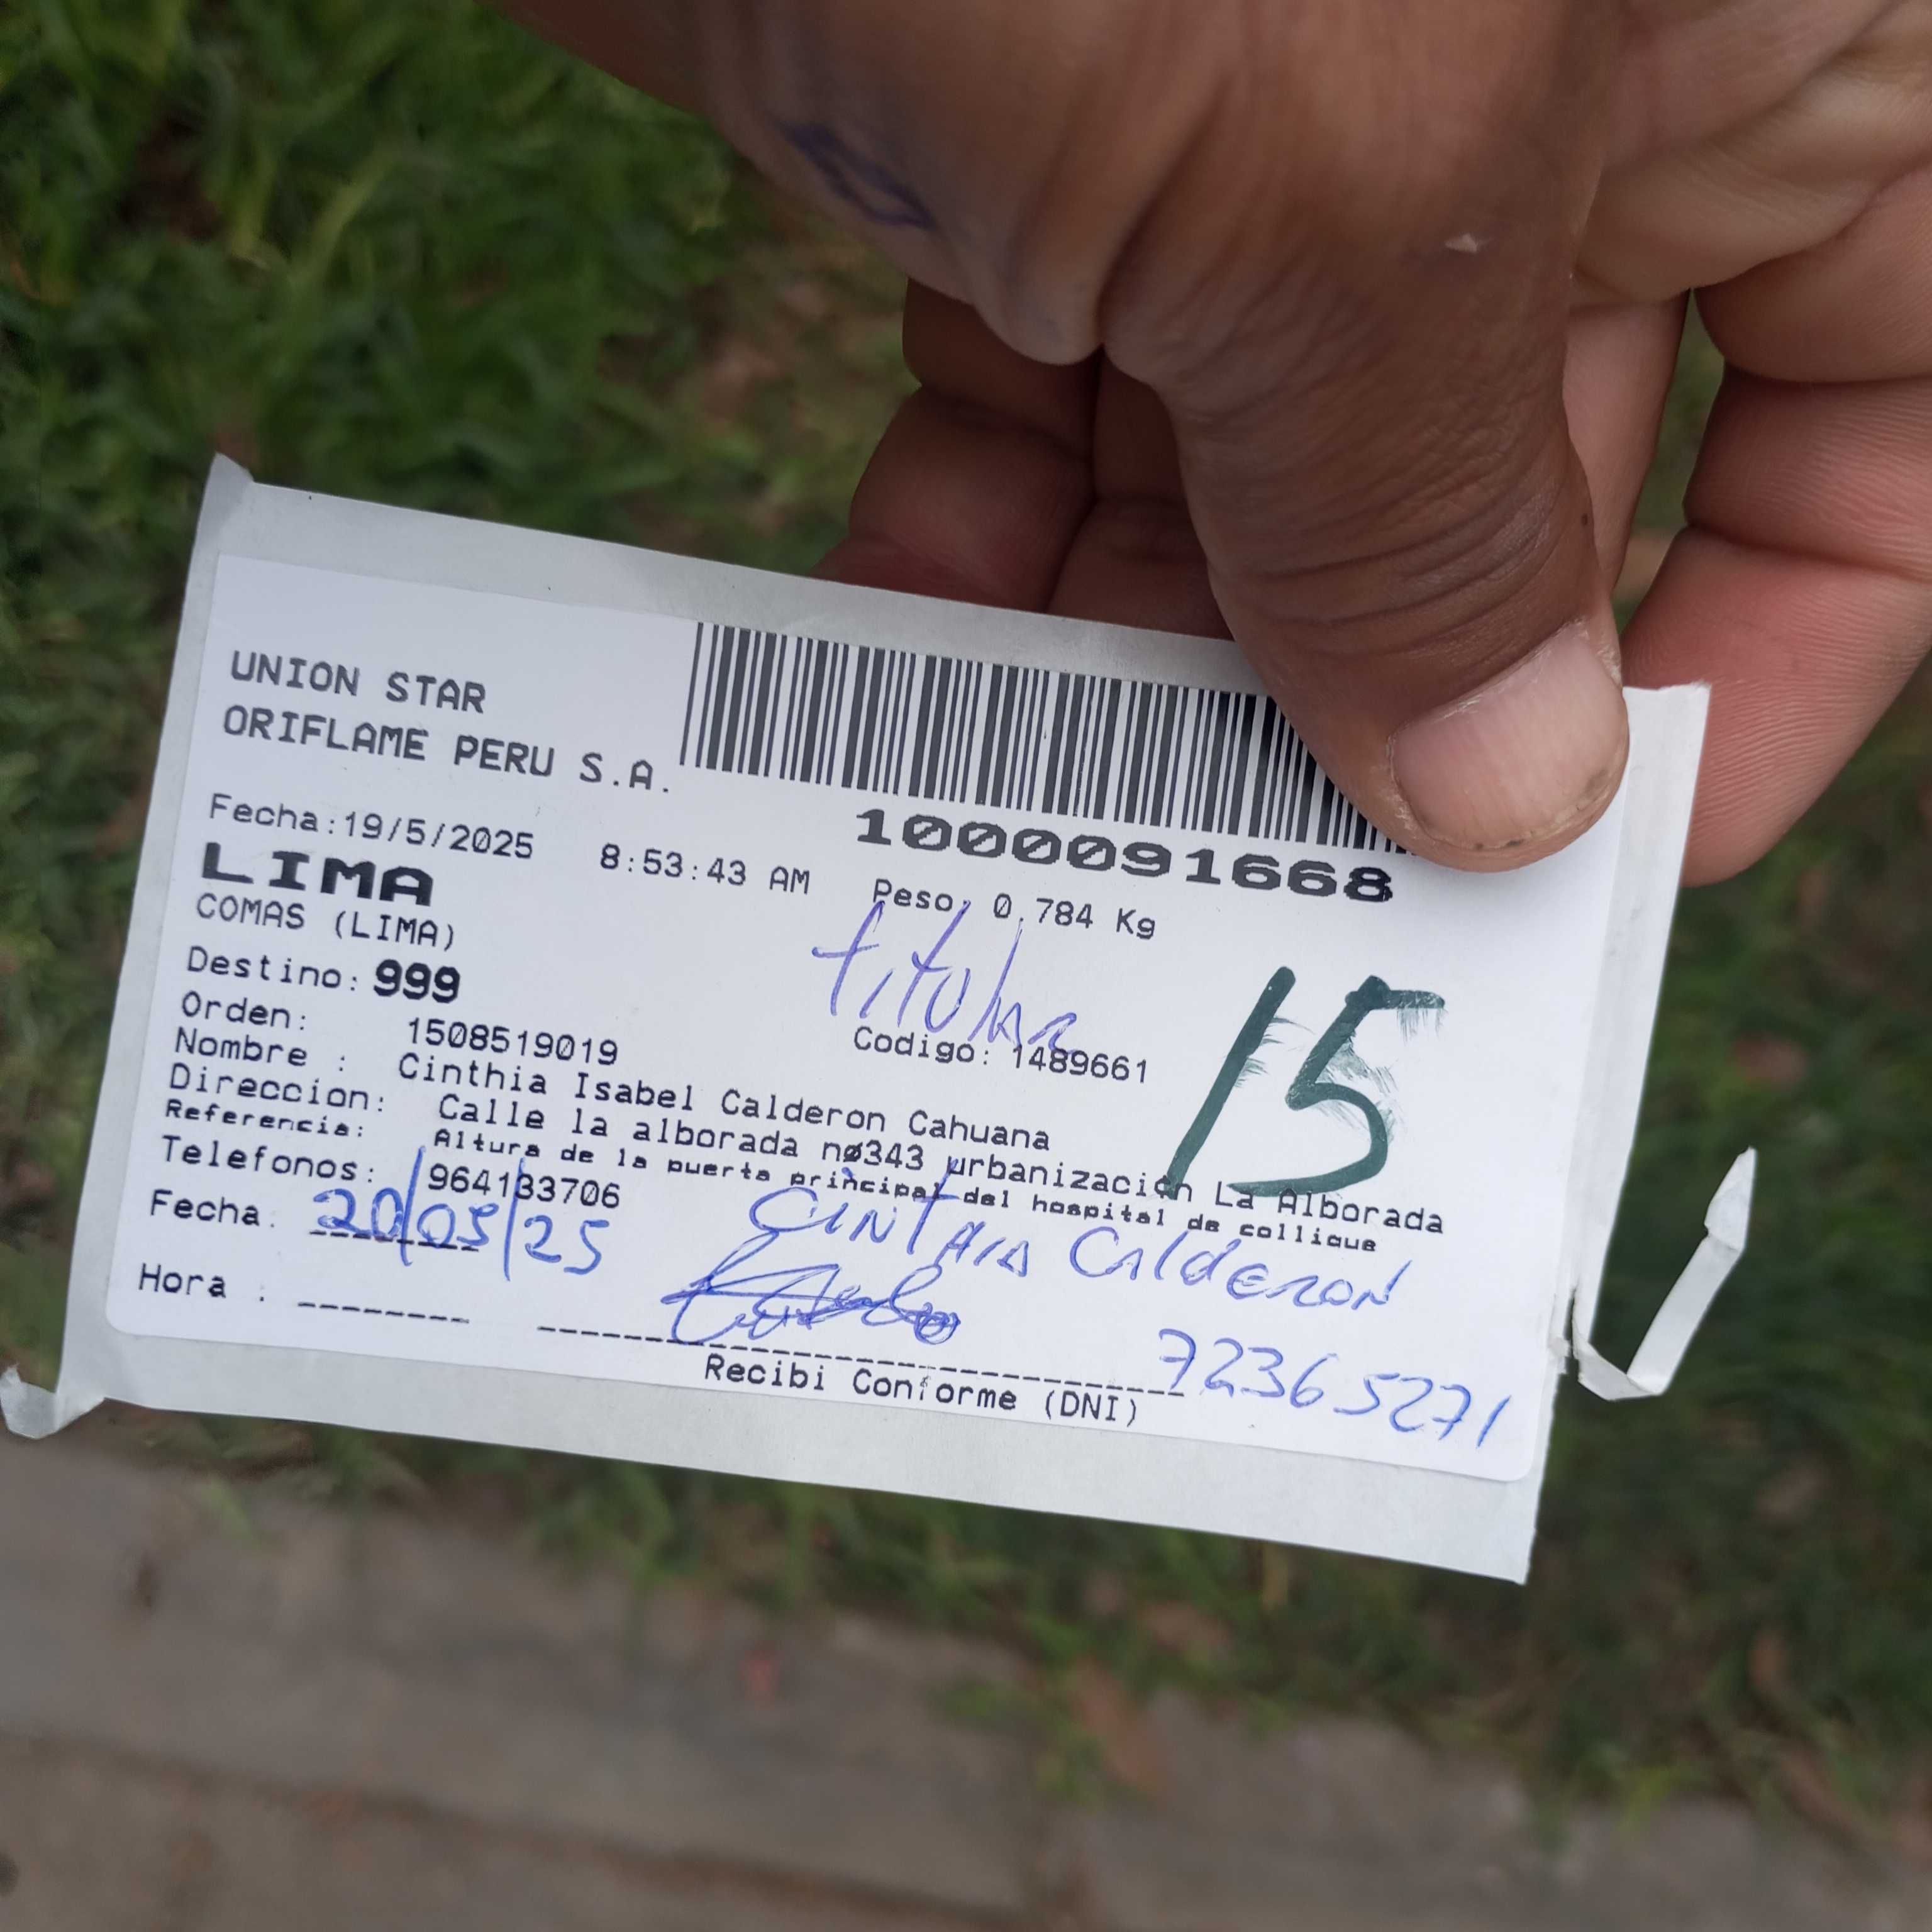 UNION STAR
ORIFLAME PERU S.A.
1000091668
Fecha:19/5/2025 8:53:43 AM Peso: 0.784 Kg
LIMA
COMAS (LIMA)
titular
15
Destino: 999
Orden: 1508519019 Codigo: 1489661
Nombre : Cinthia Isabel Calderon Cahuana
Direccion: Calle la alborada nø343 urbanización La Alborada
Referencia: Altura de la puerta principal del hospital de collique
Telefonos: 964133706
Fecha: 20/05/25 CINTHIA CAlDERON
Hora :
72365271
Recibi Conforme (DNI)